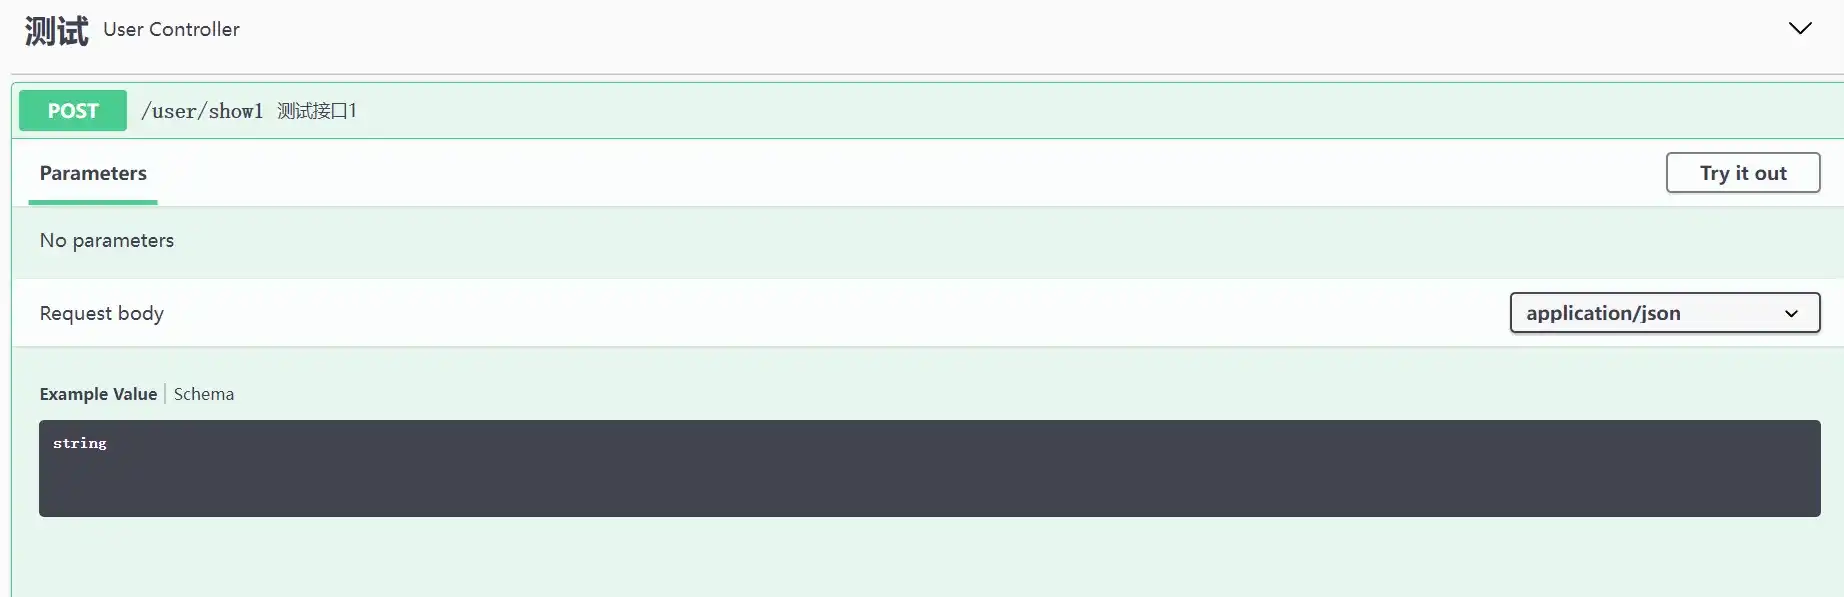 测试 User Controller
POST /user/show1 测试接口1
Parameters Try it out
No parameters
Request body application/json
Example Value Schema
string